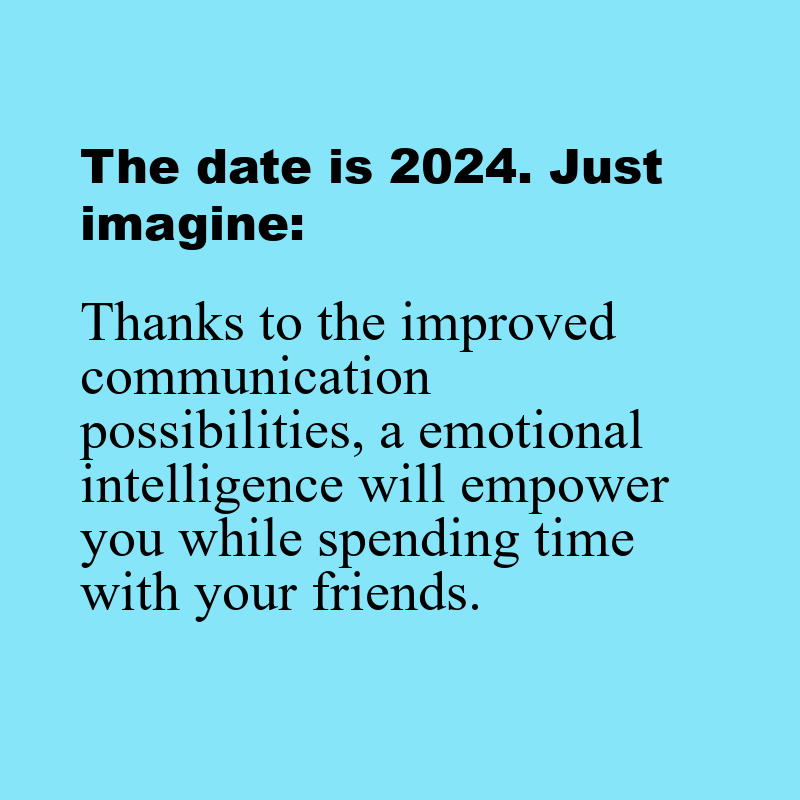 The date is 2024. Just
imagine:
Thanks to the improved
communication
possibilities, a emotional
intelligence will empower
you while spending time
with your friends.